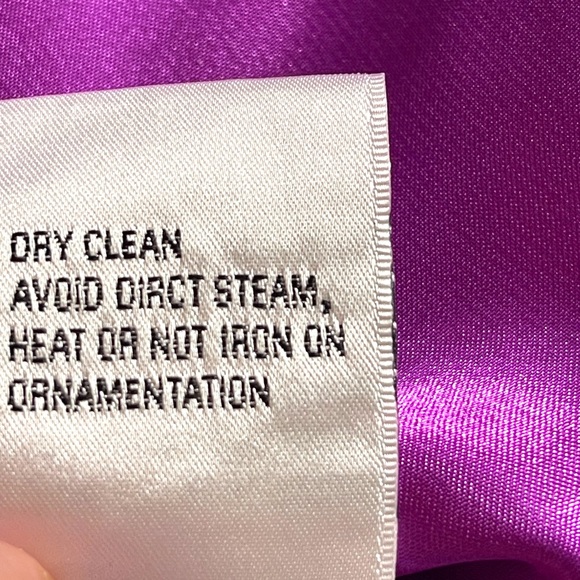 DRY CLEAN
AVOID DIRCT STEAM,
HEAT OR NOT IRON ON
ORNAMENTATION